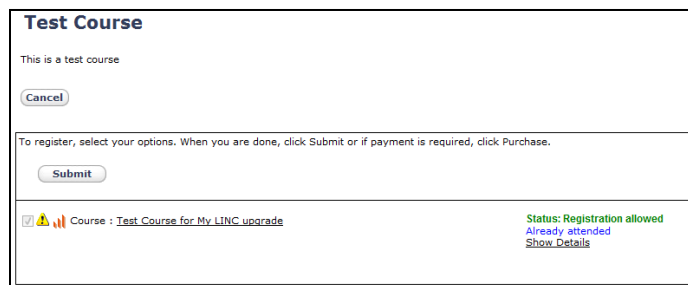 Test Course
This is a test course
Cancel
To register, select your options. When you are done, click Submit or if payment is required, click Purchase.
Submit
Course : Test Course for My LINC upgrade
Status: Registration allowed
Already attended
Show Details